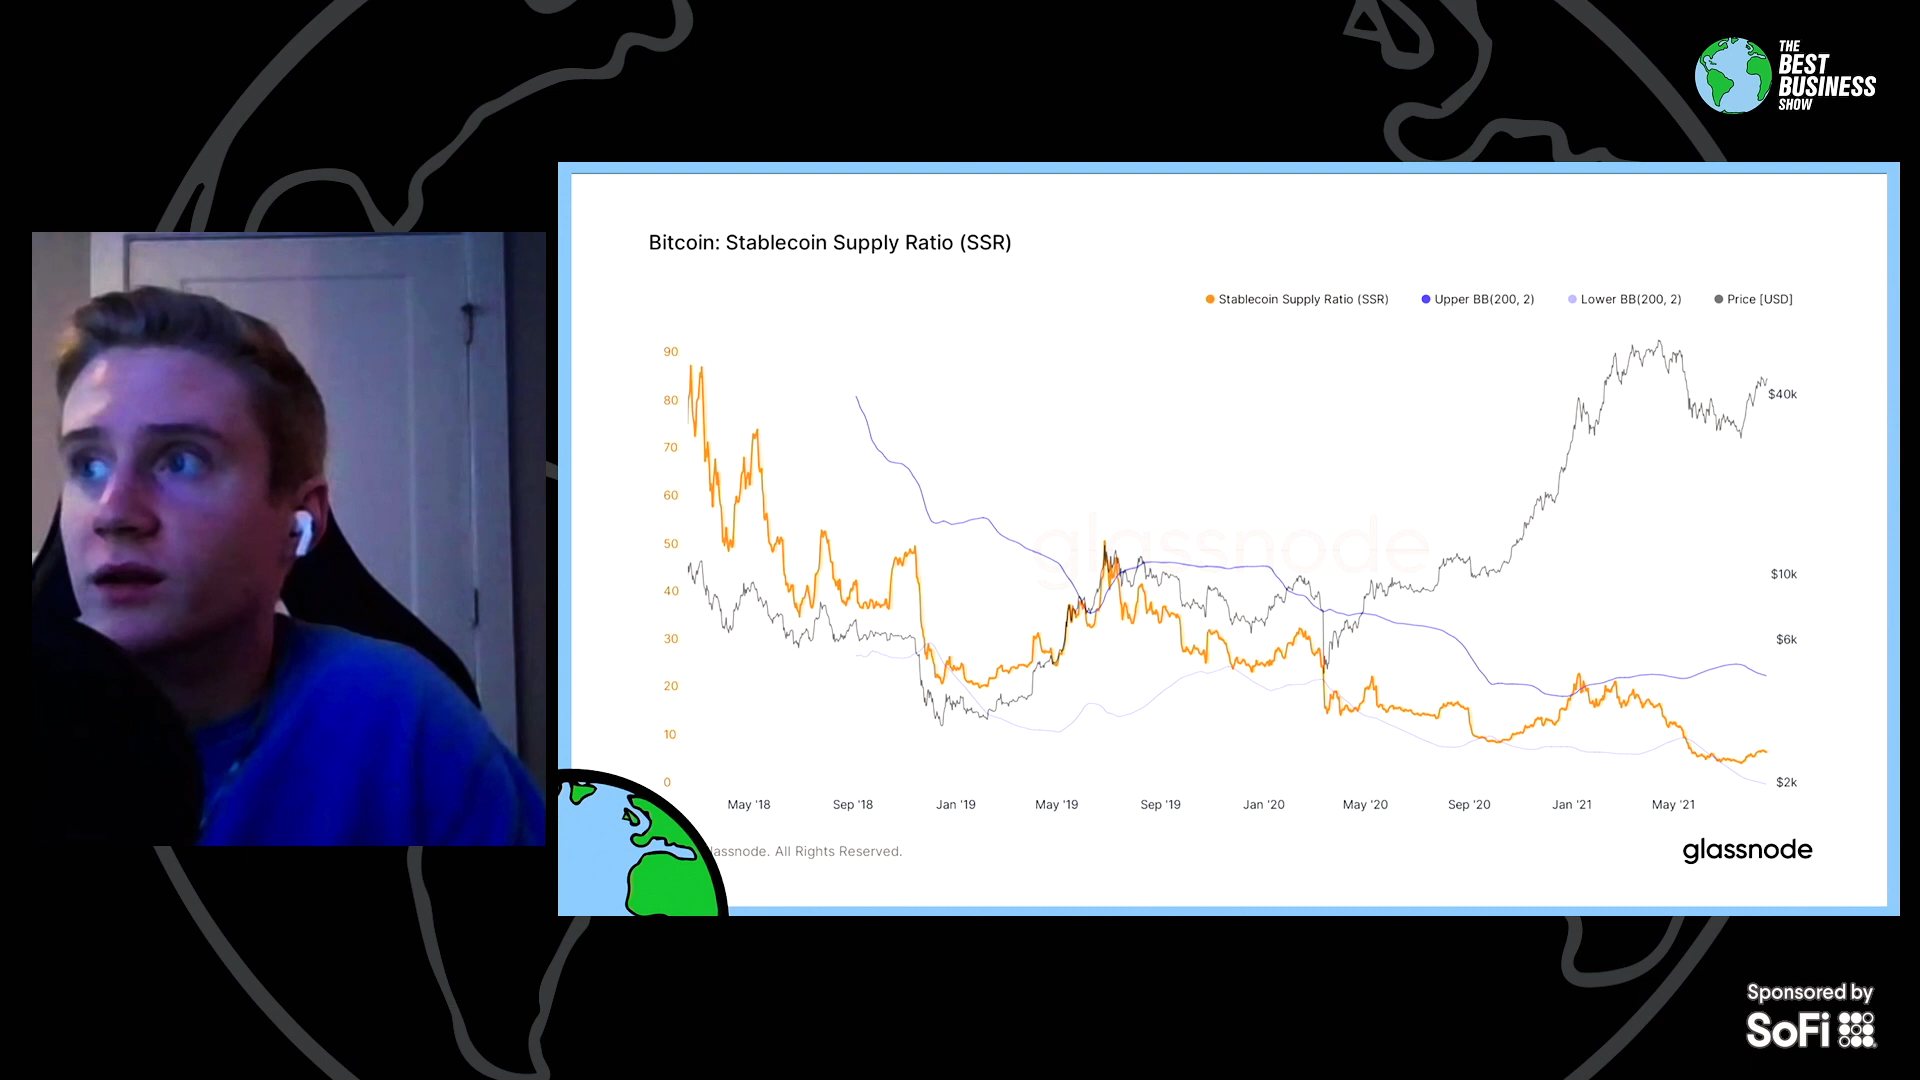 THE
BEST
BUSINESS
SHOW
Bitcoin: Stablecoin Supply Ratio (SSR)
Stablecoin Supply Ratio (SSR) Upper BB(200, 2) Lower BB(200, 2) Price [USD]
90
80
70
60
50
40
30
20
10
0
glassnode
$40k
$10k
$6k
$2k
May '18 Sep '18 Jan '19 May '19 Sep '19 Jan '20 May '20 Sep '20 Jan '21 May '21
All Rights Reserved.
glassnode
Sponsored by
SoFi